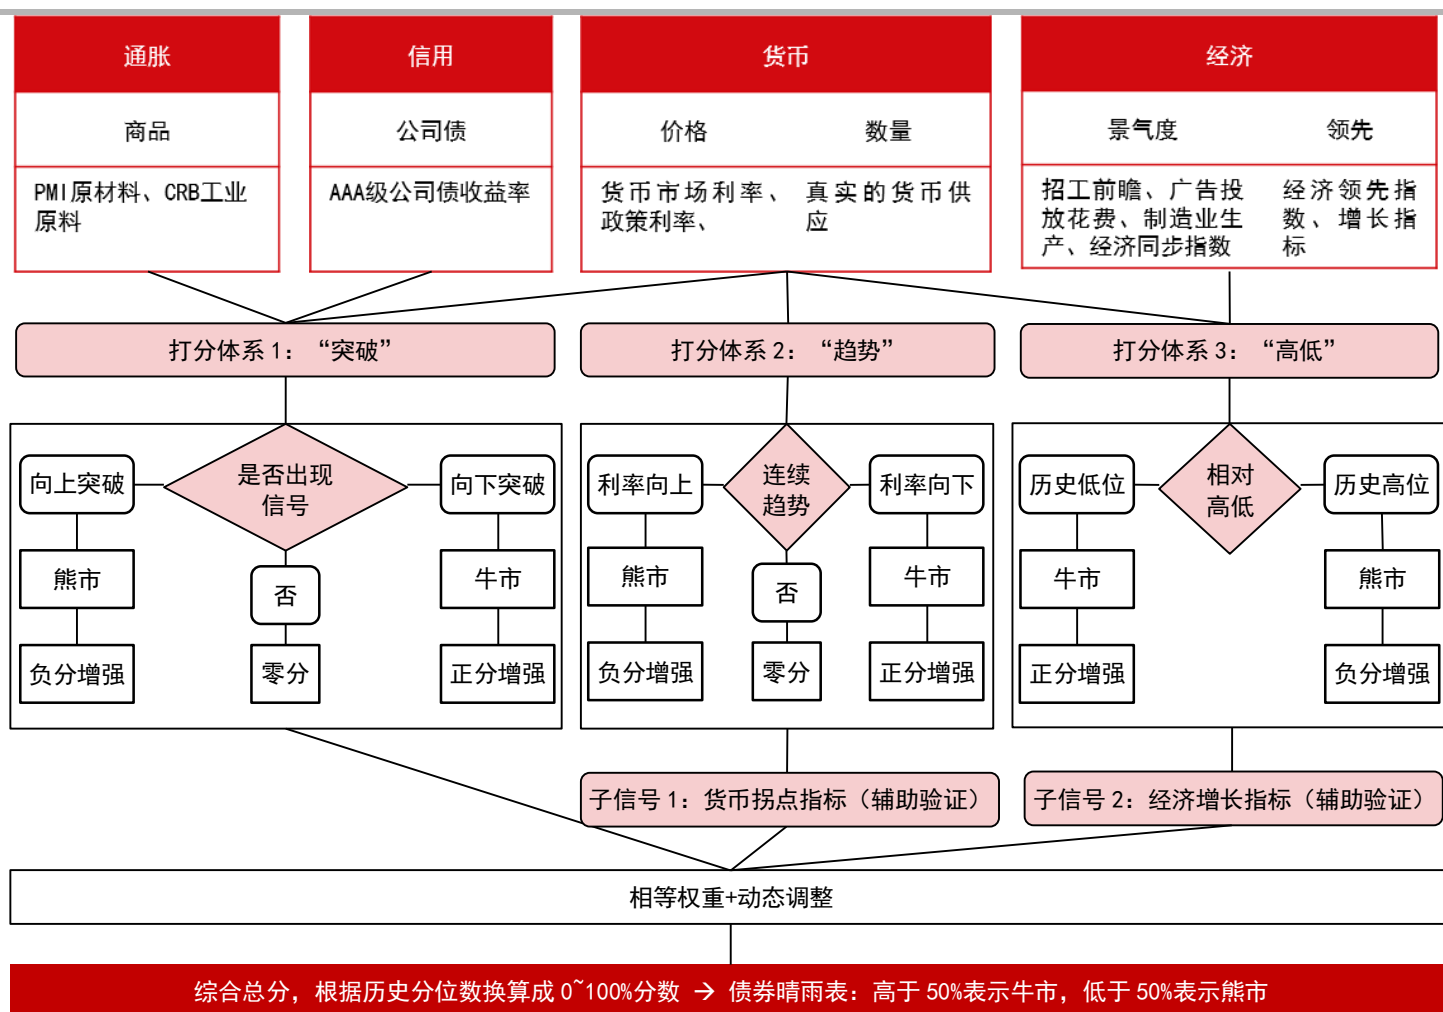 通胀
信用
货币
经济
商品
公司债
价格
数量
景气度
领先
PMI原材料、CRB工业
原料
AAA级公司债收益率
货币市场利率、
政策利率、
真实的货币供
应
招工前瞻、广告投
放花费、制造业生
产、经济同步指数
经济领先指
数、增长指
标
打分体系1：“突破”
打分体系2：“趋势”
打分体系3：“高低”
向上突破
是否出现
信号
向下突破
熊市
否
牛市
负分增强
零分
正分增强
利率向上
连续
趋势
利率向下
熊市
否
牛市
负分增强
零分
正分增强
历史低位
相对
高低
历史高位
牛市
熊市
正分增强
负分增强
子信号1：货币拐点指标（辅助验证）
子信号2：经济增长指标（辅助验证）
相等权重+动态调整
综合总分，根据历史分位数换算成0~100%分数 → 债券晴雨表：高于50%表示牛市，低于50%表示熊市